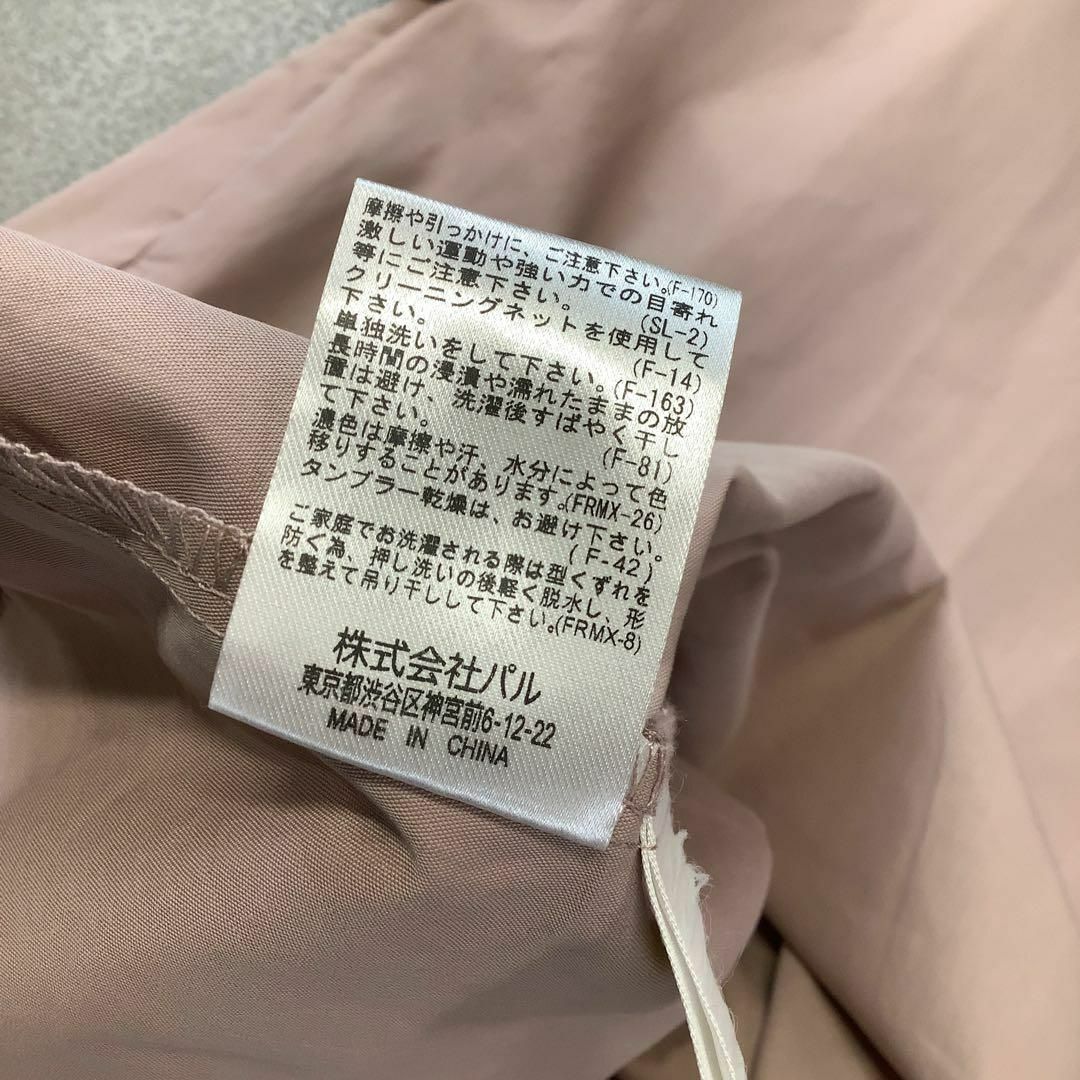 摩擦や引っかけに、ご注意下さい。(F-170)
激しい運動や強い力での目寄れ
等にご注意下さい。 (SL-2)
クリーニングネットを使用して
下さい。 (F-14)
単独洗いをして下さい。(F-163)
長時間の浸漬や濡れたままの放
置は避け、洗濯後すばやく干し
て下さい。 (F-81)
濃色は摩擦や汗、水分によって色
移りすることがあります。(FRMX-26)
タンブラー乾燥は、お避け下さい。
(F-42)
ご家庭でお洗濯される際は型くずれを
防ぐ為、押し洗いの後軽く脱水し、形
を整えて吊り干しして下さい。(FRMX-8)
株式会社パル
東京都渋谷区神宮前6-12-22
MADE IN CHINA